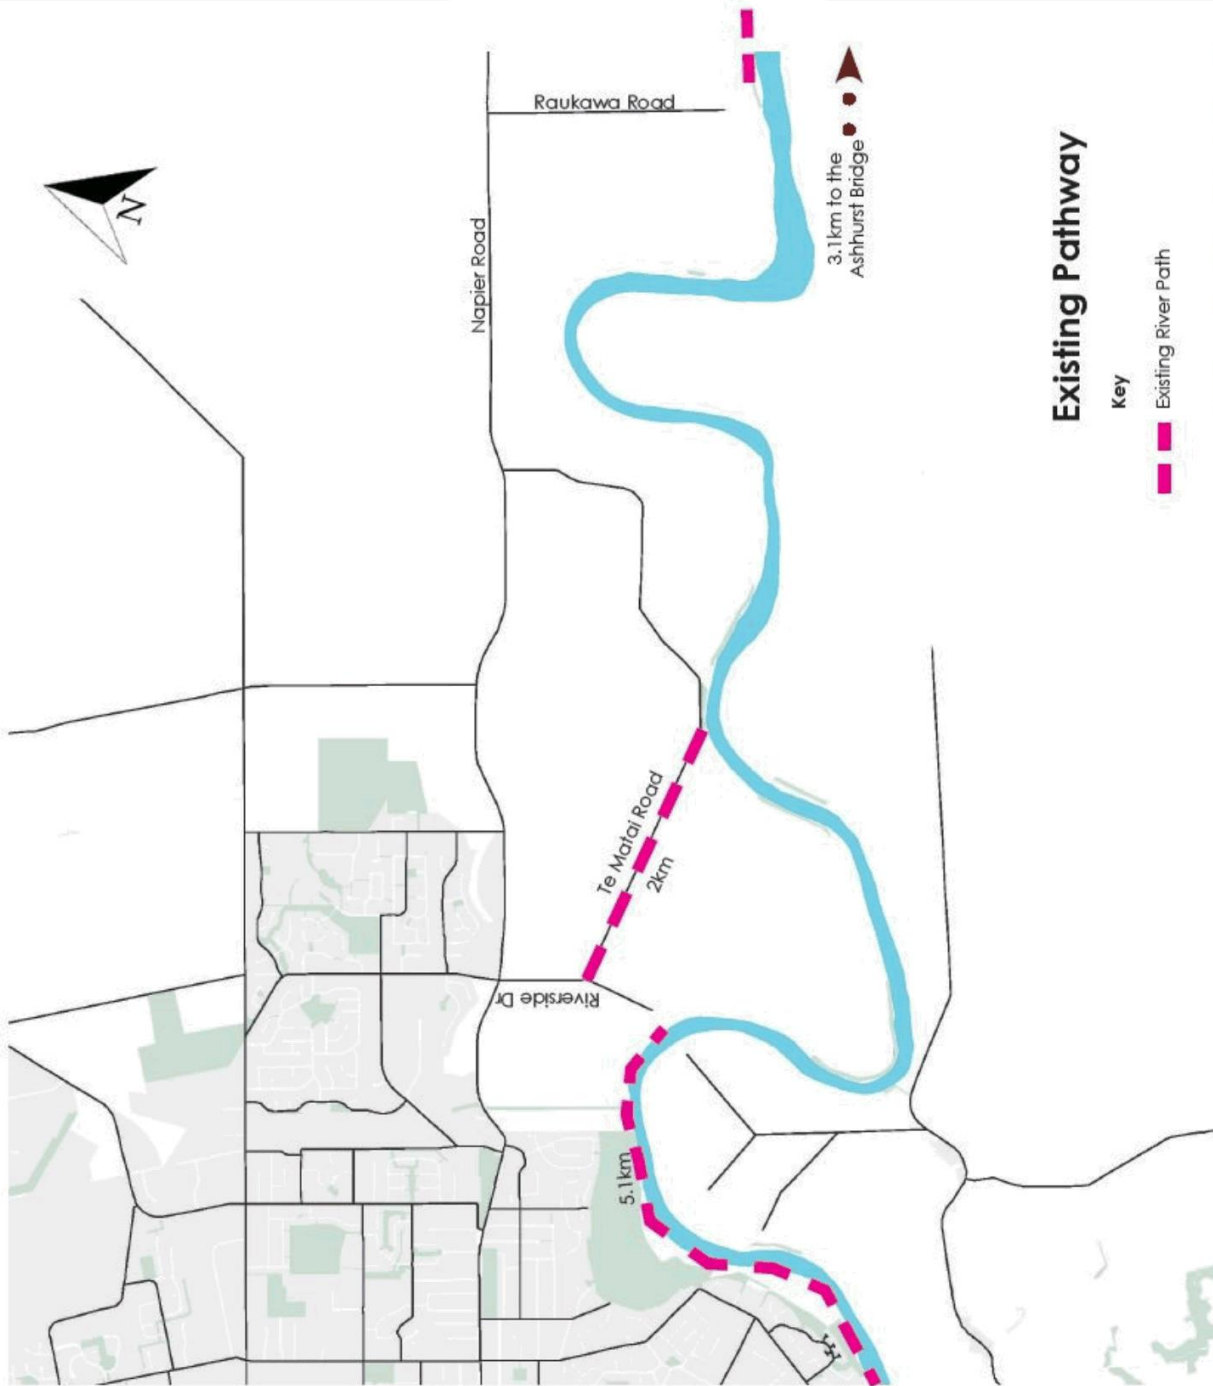 Raukawa Road
N
Napier Road
3.1km to the
Ashhurst Bridge
Existing Pathway
Key
Existing River Path
Te Matai Road
2km
Riverside Dr
5.1km